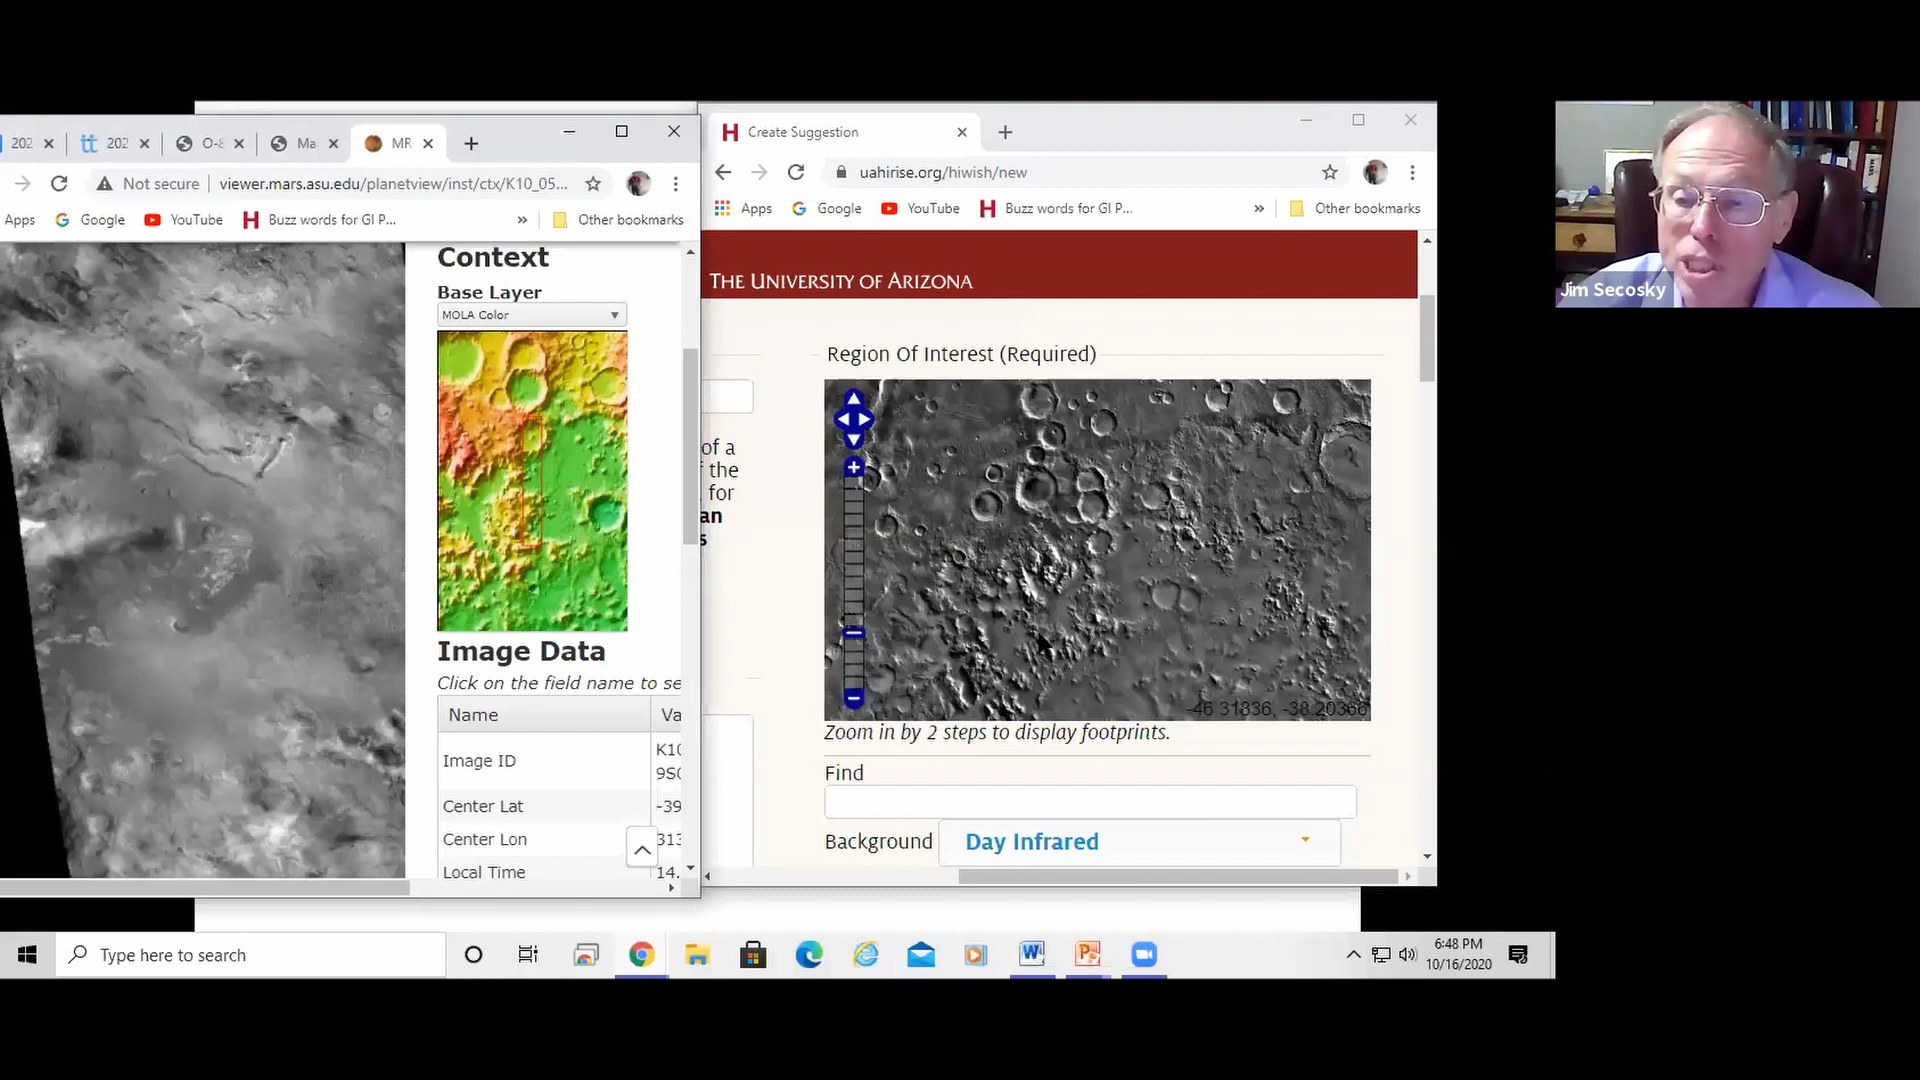 202
202
O-8
Ma
MR
Not secure
viewer.mars.asu.edu/planetview/inst/ctx/K10_05...
Apps
Google
YouTube
Buzz words for GI P...
»
Other bookmarks
Context
Base Layer
MOLA Color
Image Data
Click on the field name to se
Name
Va
Image ID
K10
9S0
Center Lat
-39
Center Lon
313
Local Time
14.
Create Suggestion
uahirise.org/hiwish/new
Apps
Google
YouTube
Buzz words for GI P...
»
Other bookmarks
THE UNIVERSITY OF ARIZONA
of a
the
, for
an
s
Region Of Interest (Required)
-46.31836, -38.20366
Zoom in by 2 steps to display footprints.
Find
Background
Day Infrared
Jim Secosky
Type here to search
6:48 PM
10/16/2020